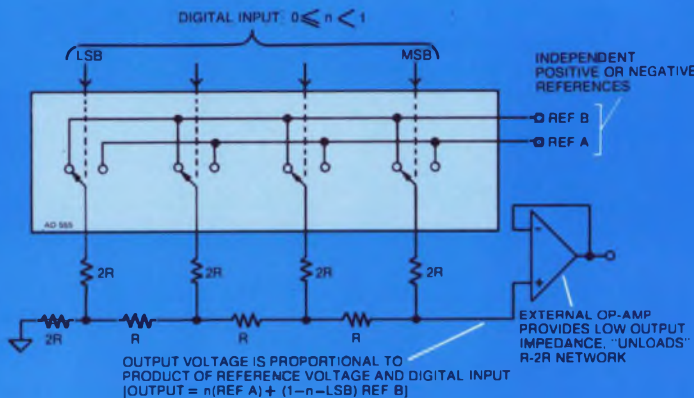 DIGITAL INPUT 0 ≤ n < 1
LSB
MSB
INDEPENDENT
POSITIVE OR NEGATIVE
REFERENCES
REF B
REF A
AD 555
2R
2R
2R
2R
-
+
2R
R
R
R
EXTERNAL OP-AMP
PROVIDES LOW OUTPUT
IMPEDANCE, "UNLOADS"
R-2R NETWORK
OUTPUT VOLTAGE IS PROPORTIONAL TO
PRODUCT OF REFERENCE VOLTAGE AND DIGITAL INPUT
[OUTPUT = n(REF A) + (1-n-LSB) REF B]